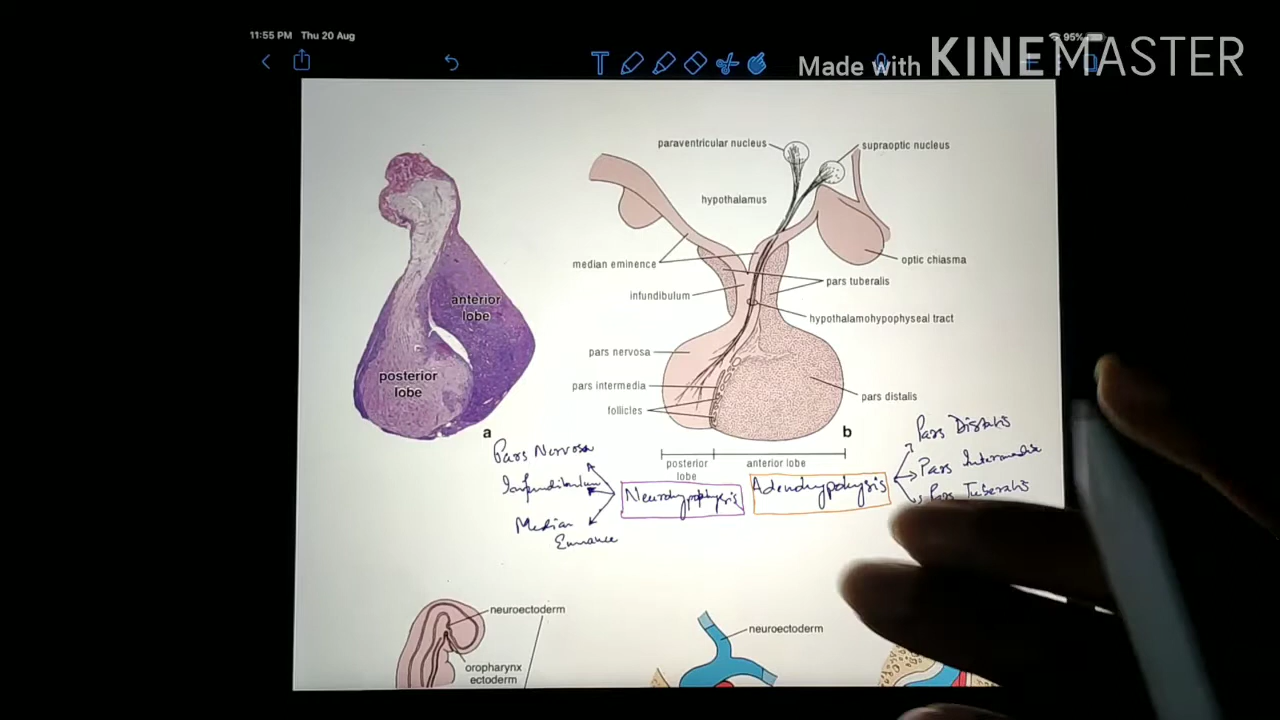 11:55 PM Thu 20 Aug
95%
T
Made with KINEMASTER
paraventricular nucleus
supraoptic nucleus
hypothalamus
median eminence
optic chiasma
pars tuberalis
infundibulum
hypothalamohypophyseal tract
anterior
lobe
pars nervosa
posterior
lobe
pars intermedia
follicles
pars distalis
a
b
posterior
lobe
anterior lobe
Pars Nervosa
Infundibulum
Median
Neurohypophysis
Adenohypohysis
Pars Distalis
Pars Intermedia
Pars Tuberalis
neuroectoderm
oropharynx
ectoderm
neuroectoderm